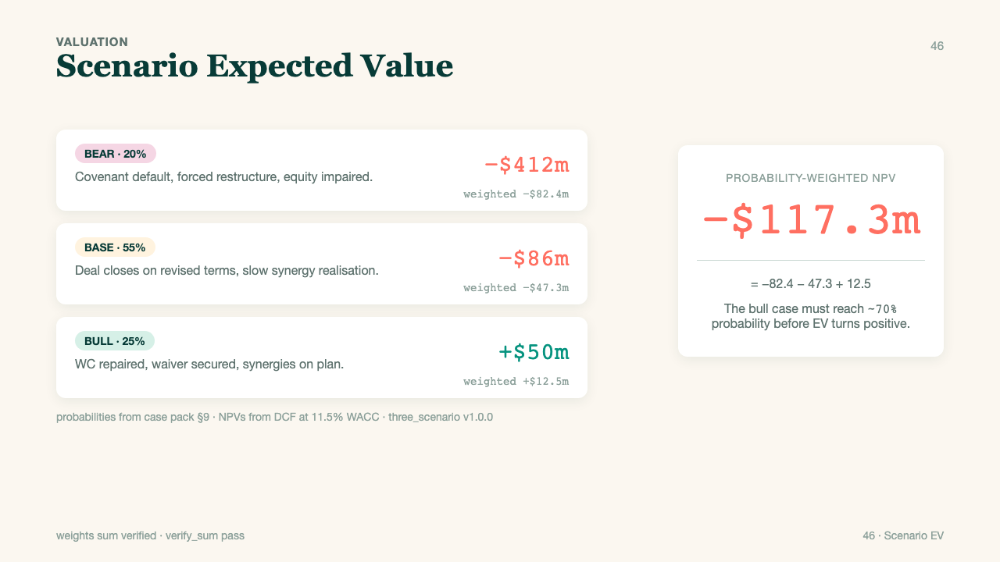 VALUATION
Scenario Expected Value
46
BEAR · 20%
Covenant default, forced restructure, equity impaired.
−$412m
weighted −$82.4m
BASE · 55%
Deal closes on revised terms, slow synergy realisation.
−$86m
weighted −$47.3m
BULL · 25%
WC repaired, waiver secured, synergies on plan.
+$50m
weighted +$12.5m
probabilities from case pack §9 · NPVs from DCF at 11.5% WACC · three_scenario v1.0.0
PROBABILITY-WEIGHTED NPV
−$117.3m
= −82.4 − 47.3 + 12.5
The bull case must reach ~70%
probability before EV turns positive.
weights sum verified · verify_sum pass
46 · Scenario EV